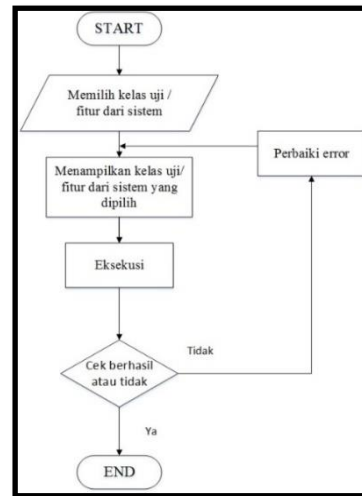 START
Memilih kelas uji /
fitur dari sistem
Perbaiki error
Menampilkan kelas uji/
fitur dari sistem yang
dipilih
Eksekusi
Tidak
Cek berhasil
atau tidak
Ya
END